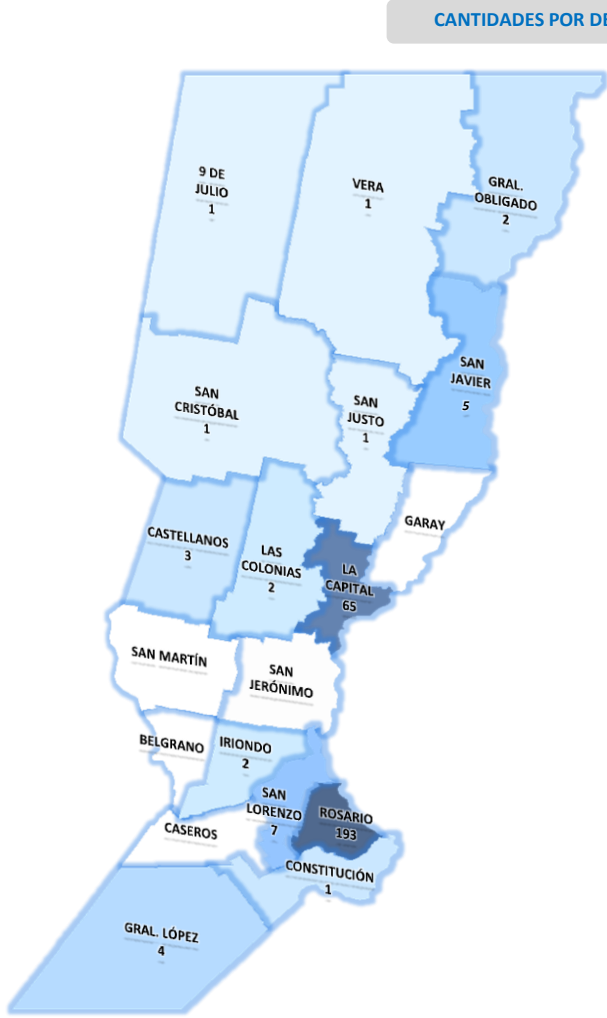 CANTIDADES POR DE
9 DE
JULIO
1
VERA
1
GRAL.
OBLIGADO
2
SAN
JAVIER
5
SAN
CRISTÓBAL
1
SAN
JUSTO
1
GARAY
CASTELLANOS
3
LAS
COLONIAS
2
LA
CAPITAL
65
SAN MARTÍN
SAN
JERÓNIMO
BELGRANO
IRIONDO
2
SAN
LORENZO
7
ROSARIO
193
CASEROS
CONSTITUCIÓN
1
GRAL. LÓPEZ
4